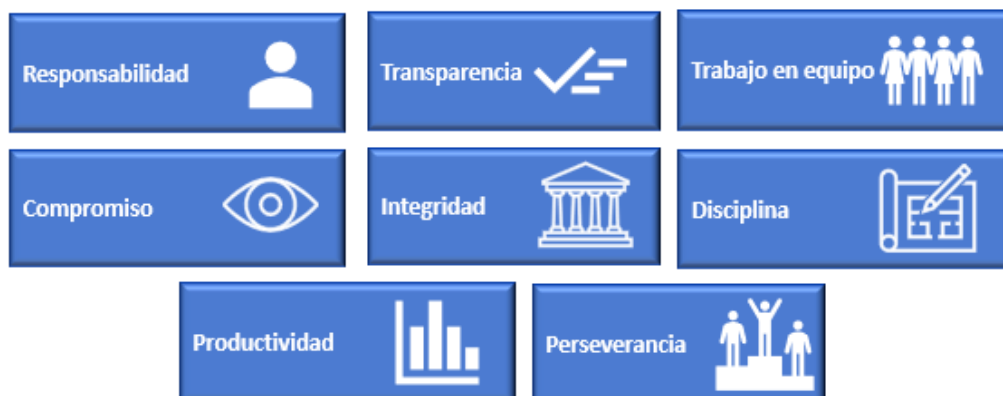 Responsabilidad
Transparencia
Trabajo en equipo
Compromiso
Integridad
Disciplina
Productividad
Perseverancia